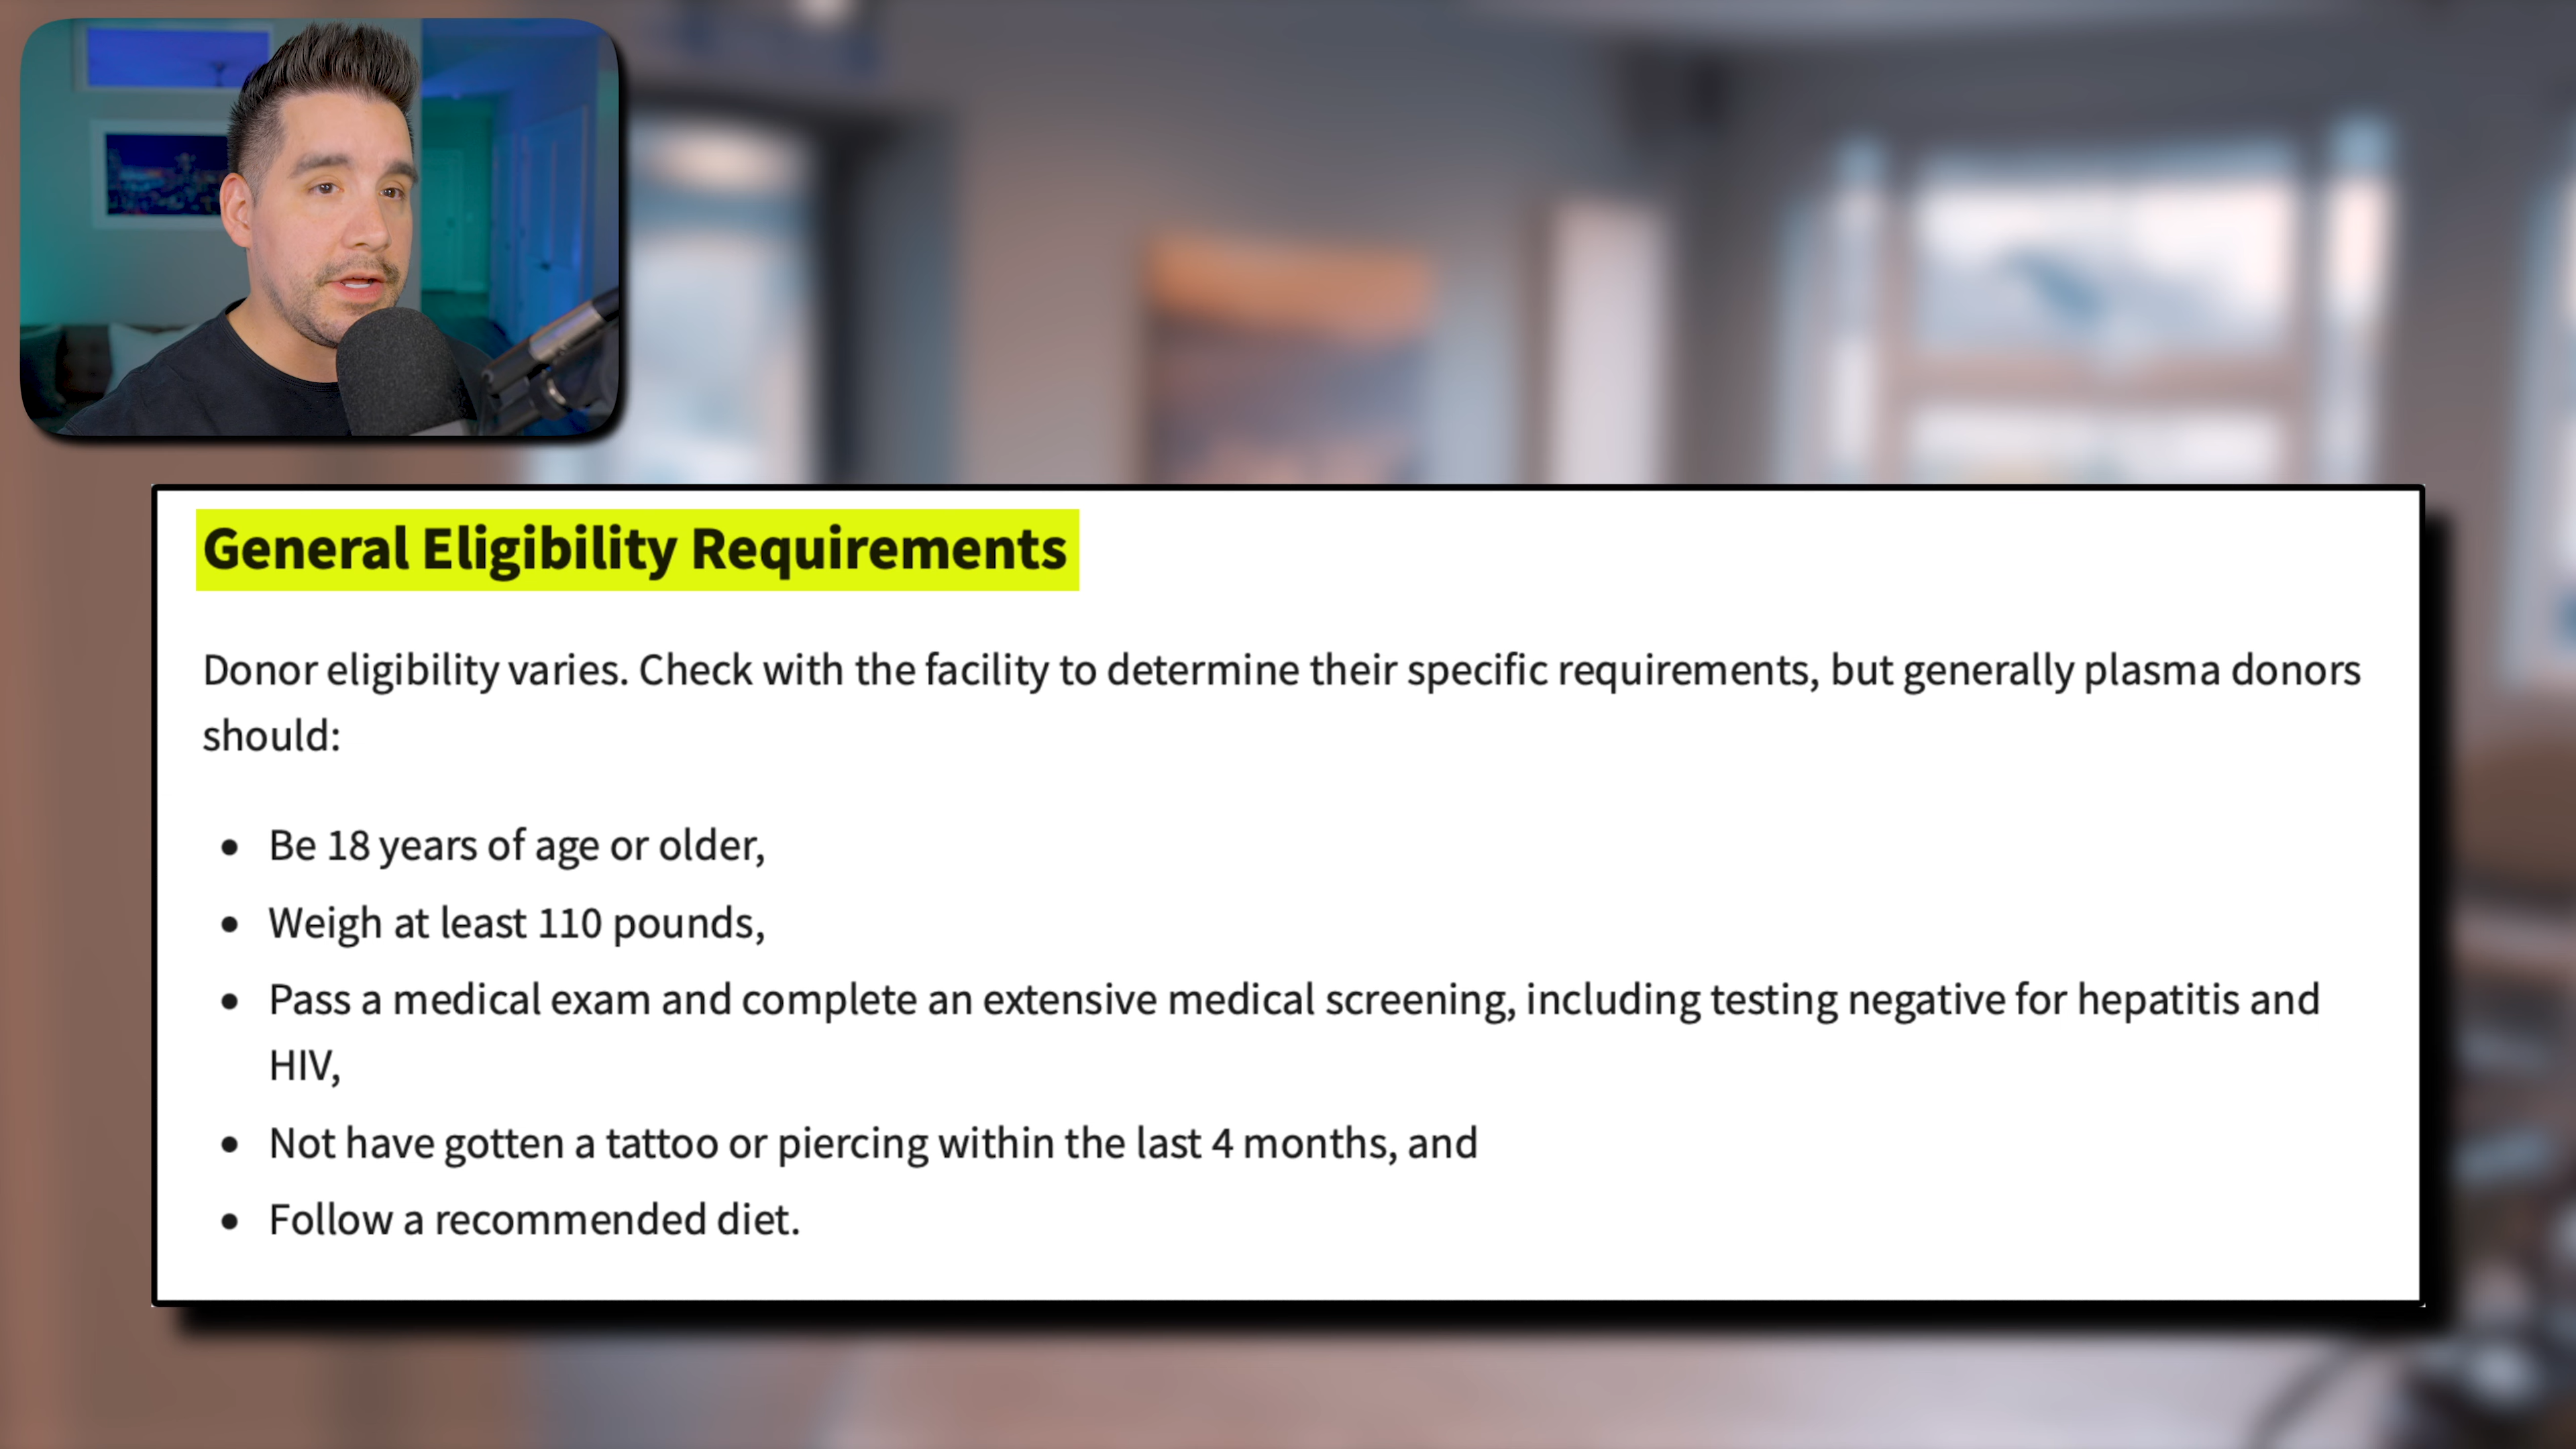 General Eligibility Requirements
Donor eligibility varies. Check with the facility to determine their specific requirements, but generally plasma donors
should:
• Be 18 years of age or older,
• Weigh at least 110 pounds,
• Pass a medical exam and complete an extensive medical screening, including testing negative for hepatitis and
HIV,
• Not have gotten a tattoo or piercing within the last 4 months, and
• Follow a recommended diet.